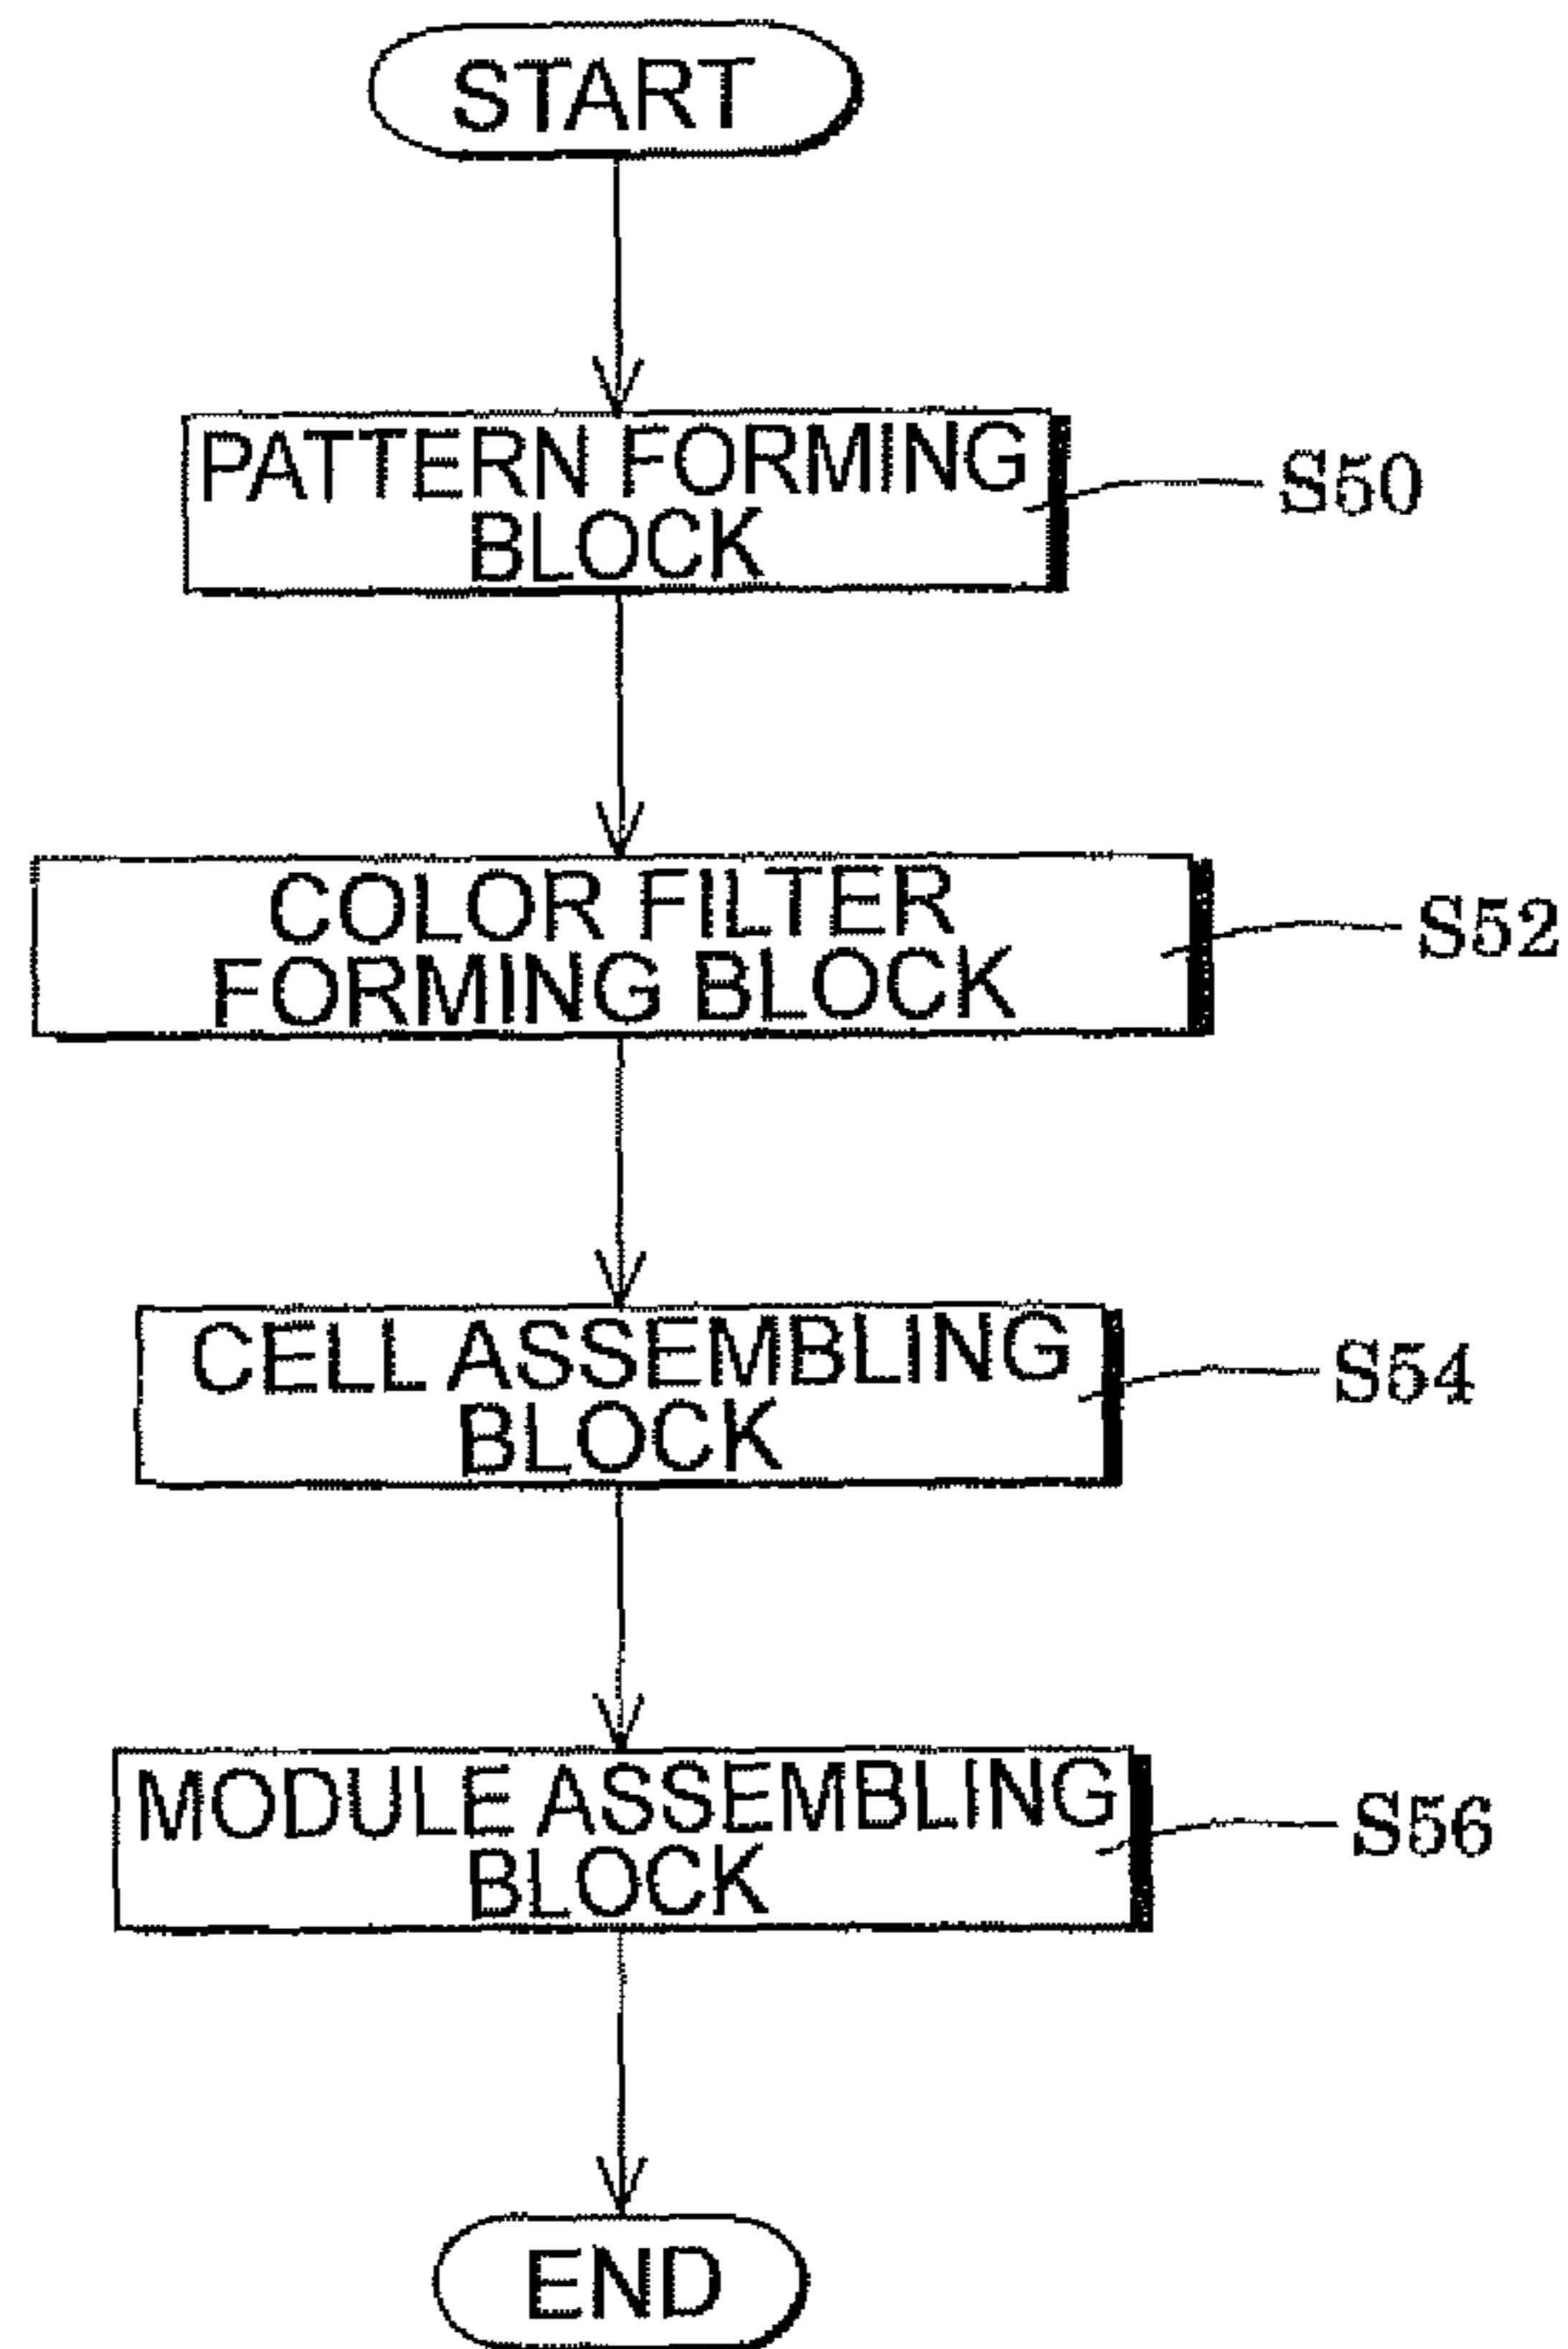 START
PATTERN FORMING
BLOCK
S50
COLOR FILTER
FORMING BLOCK
S52
CELL ASSEMBLING
BLOCK
S54
MODULE ASSEMBLING
BLOCK
S56
END